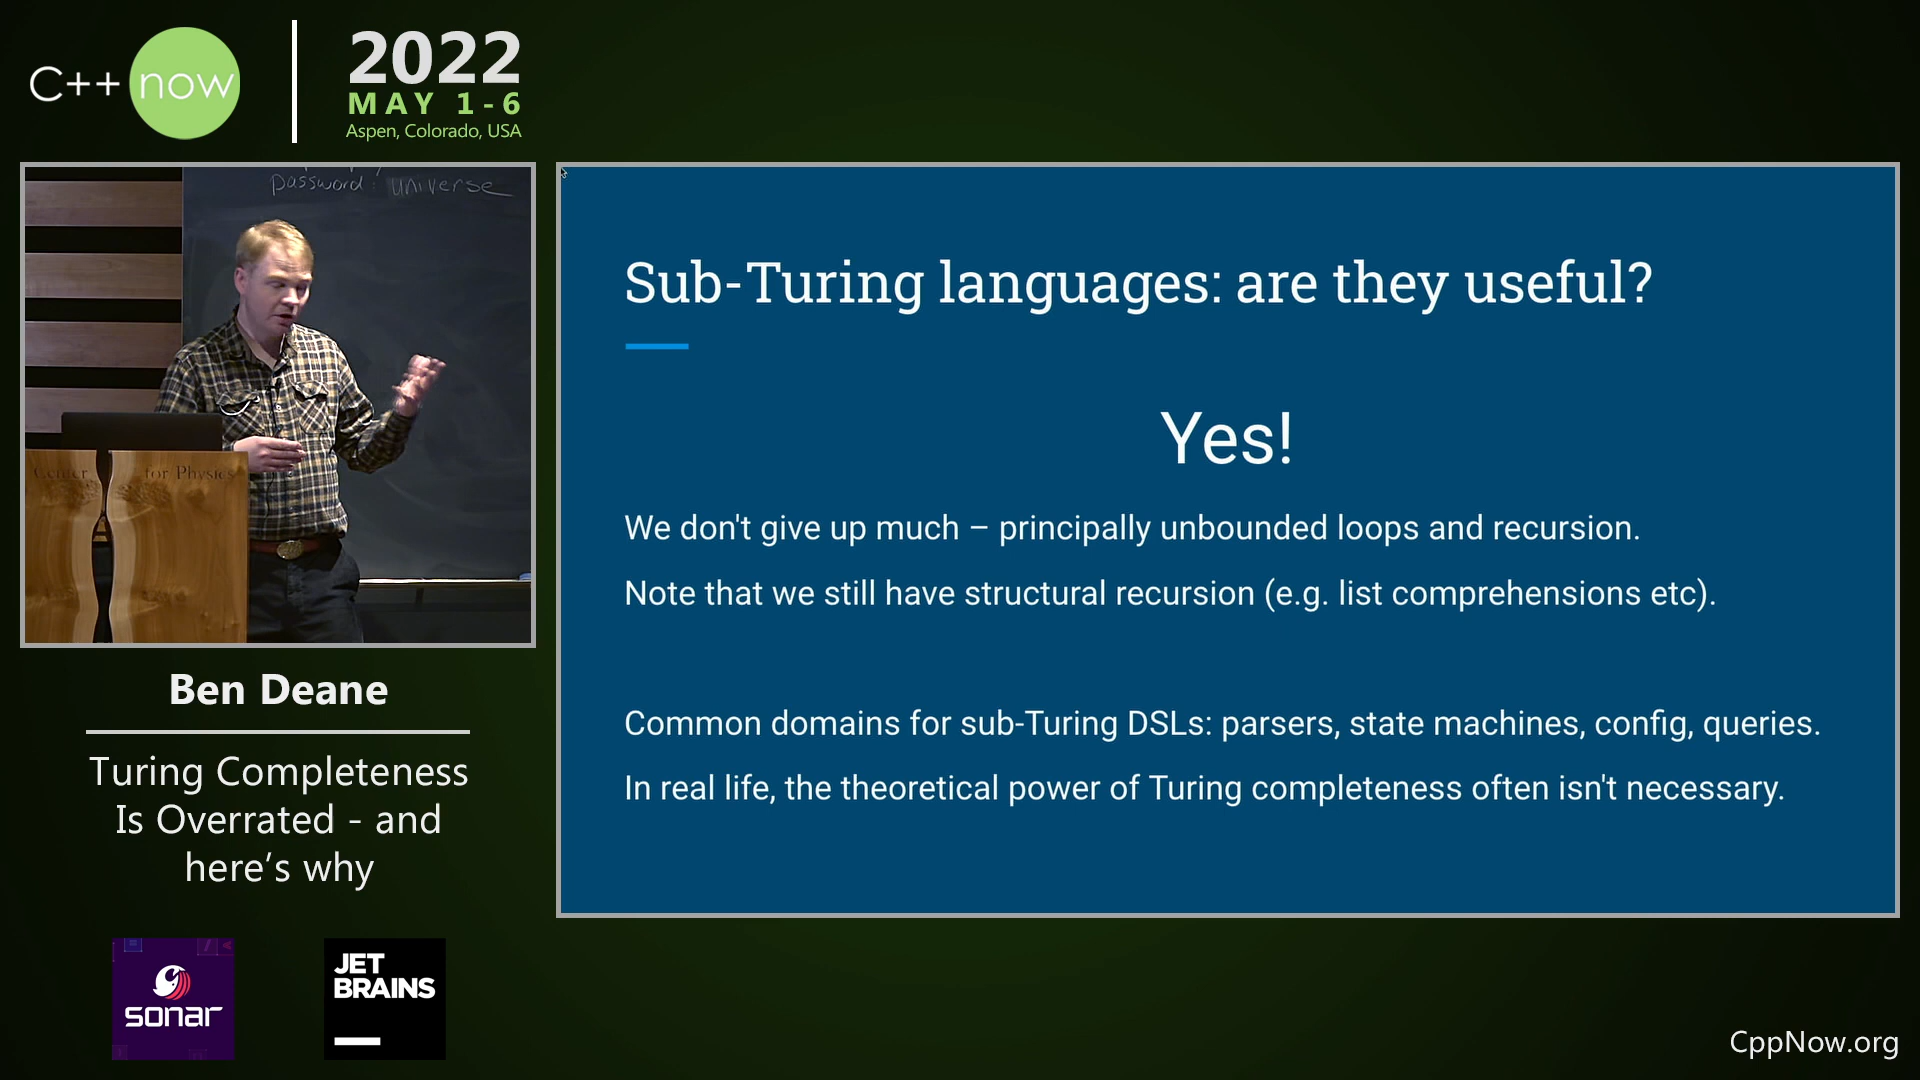 C++ now
2022
MAY 1-6
Aspen, Colorado, USA
password: universe
Center for Physics
Sub-Turing languages: are they useful?
Yes!
We don't give up much – principally unbounded loops and recursion.
Note that we still have structural recursion (e.g. list comprehensions etc).
Common domains for sub-Turing DSLs: parsers, state machines, config, queries.
In real life, the theoretical power of Turing completeness often isn't necessary.
Ben Deane
Turing Completeness
Is Overrated - and
here's why
sonar
JET
BRAINS
CppNow.org